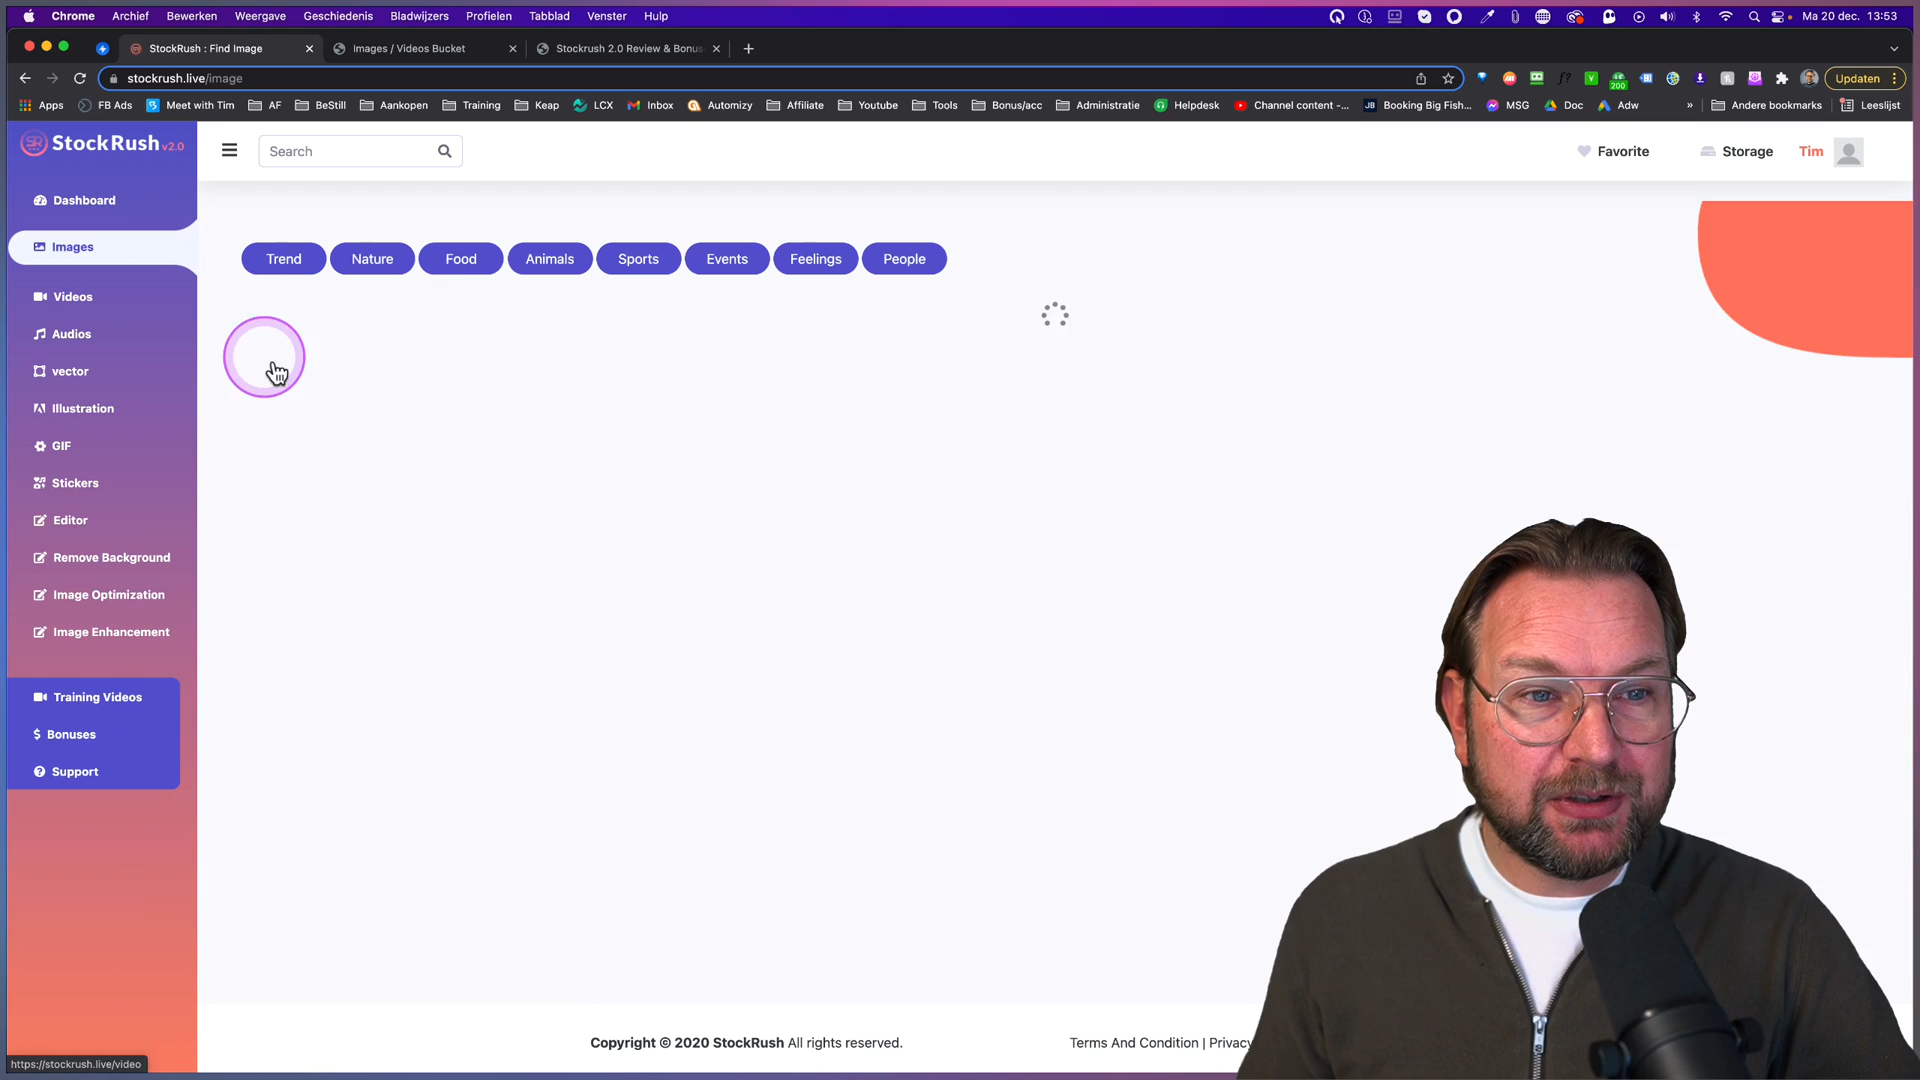 Chrome Archief Bewerken Weergave Geschiedenis Bladwijzers Profielen Tabblad Venster Hulp Ma 20 dec. 13:53
StockRush : Find Image Images / Videos Bucket Stockrush 2.0 Review & Bonus
stockrush.live/image 200 Updaten
Apps FB Ads Meet with Tim AF BeStill Aankopen Training Keap LCX Inbox Automizy Affiliate Youtube Tools Bonus/acc Administratie Helpdesk Channel content -... Booking Big Fish... MSG Doc Adw » Andere bookmarks Leeslijst
StockRush v2.0
Search
Favorite Storage Tim
Dashboard
Images
Videos
Audios
vector
Illustration
GIF
Stickers
Editor
Remove Background
Image Optimization
Image Enhancement
Training Videos
Bonuses
Support
Trend Nature Food Animals Sports Events Feelings People
Copyright © 2020 StockRush All rights reserved. Terms And Condition | Privacy
https://stockrush.live/video